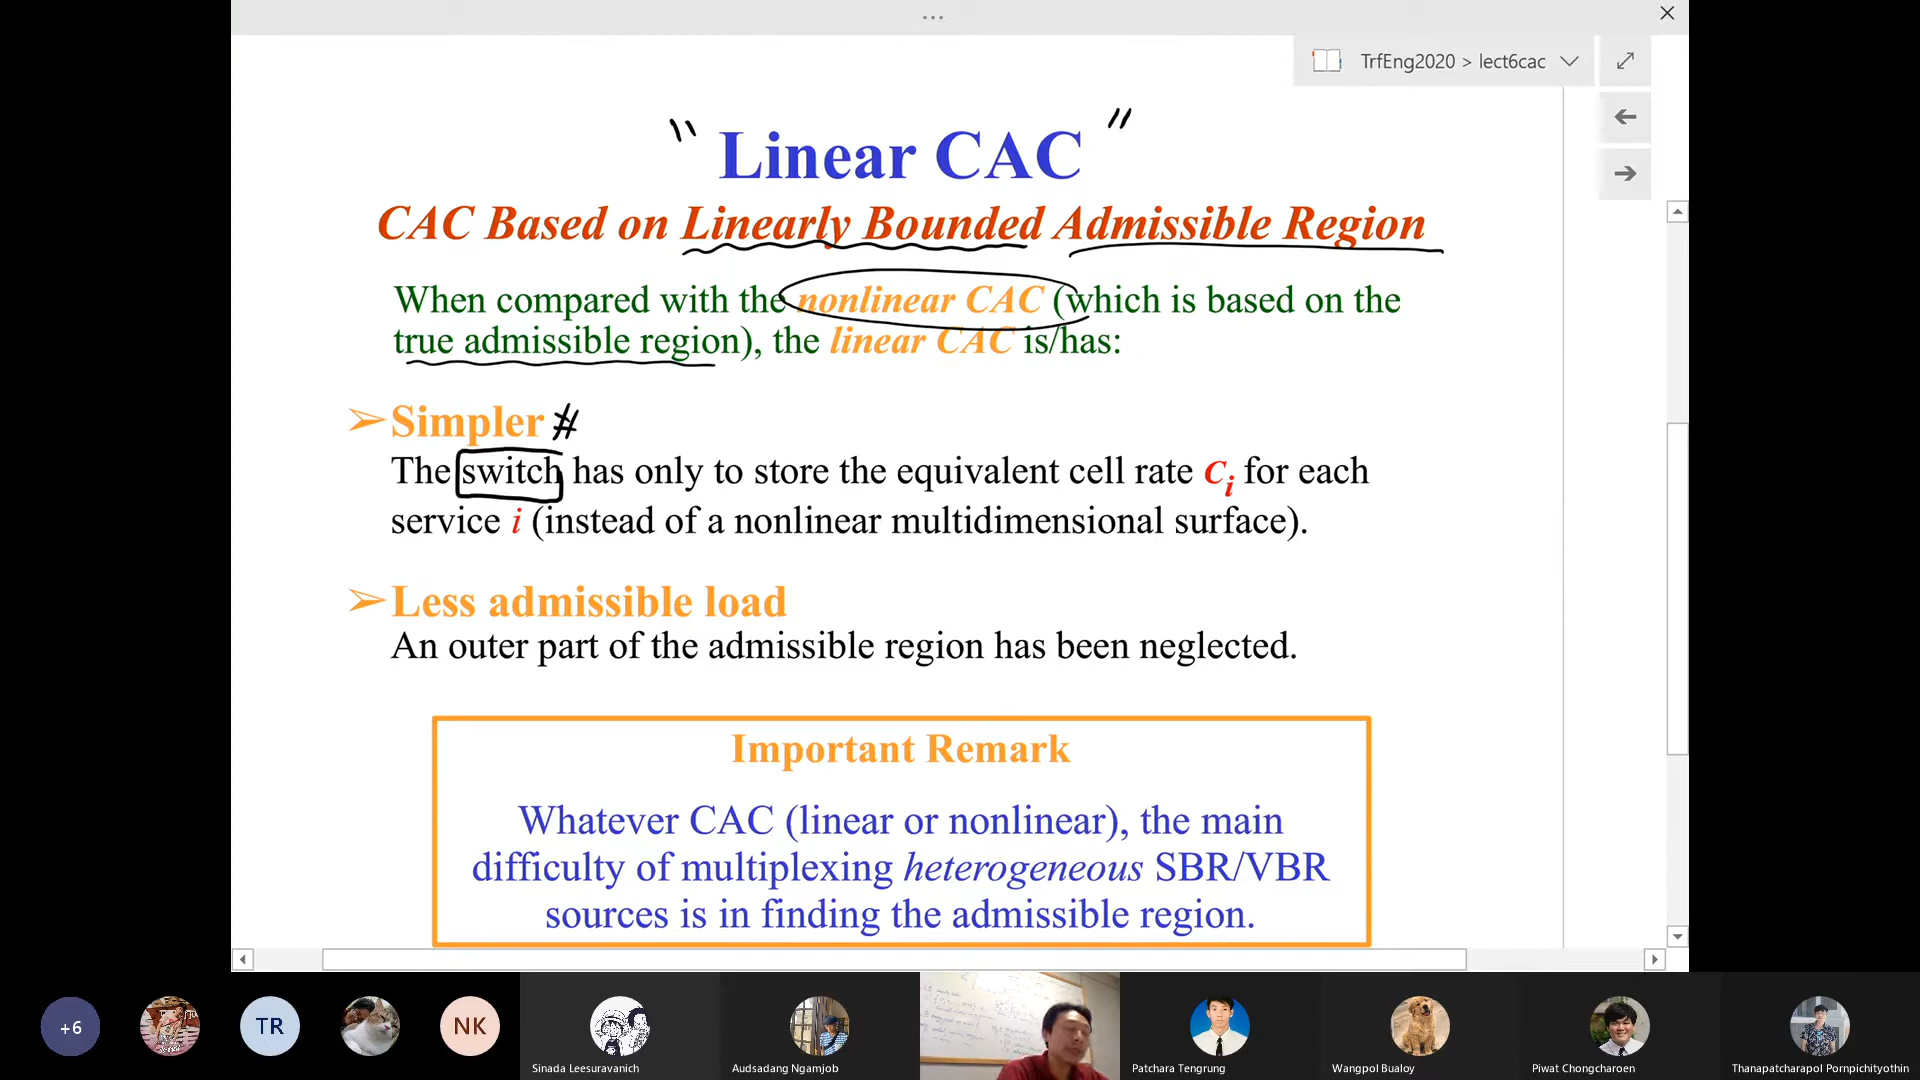 TrfEng2020 > lect6cac
" Linear CAC "
CAC Based on Linearly Bounded Admissible Region
When compared with the nonlinear CAC (which is based on the
true admissible region), the linear CAC is/has:
➢Simpler #
The switch has only to store the equivalent cell rate Ci for each
service i (instead of a nonlinear multidimensional surface).
➢Less admissible load
An outer part of the admissible region has been neglected.
Important Remark
Whatever CAC (linear or nonlinear), the main
difficulty of multiplexing heterogeneous SBR/VBR
sources is in finding the admissible region.
+6
TR
NK
Sinada Leesuravanich
Audsadang Ngamjob
Patchara Tengrung
Wangpol Bualoy
Piwat Chongcharoen
Thanapatcharapol Pornpichityothin